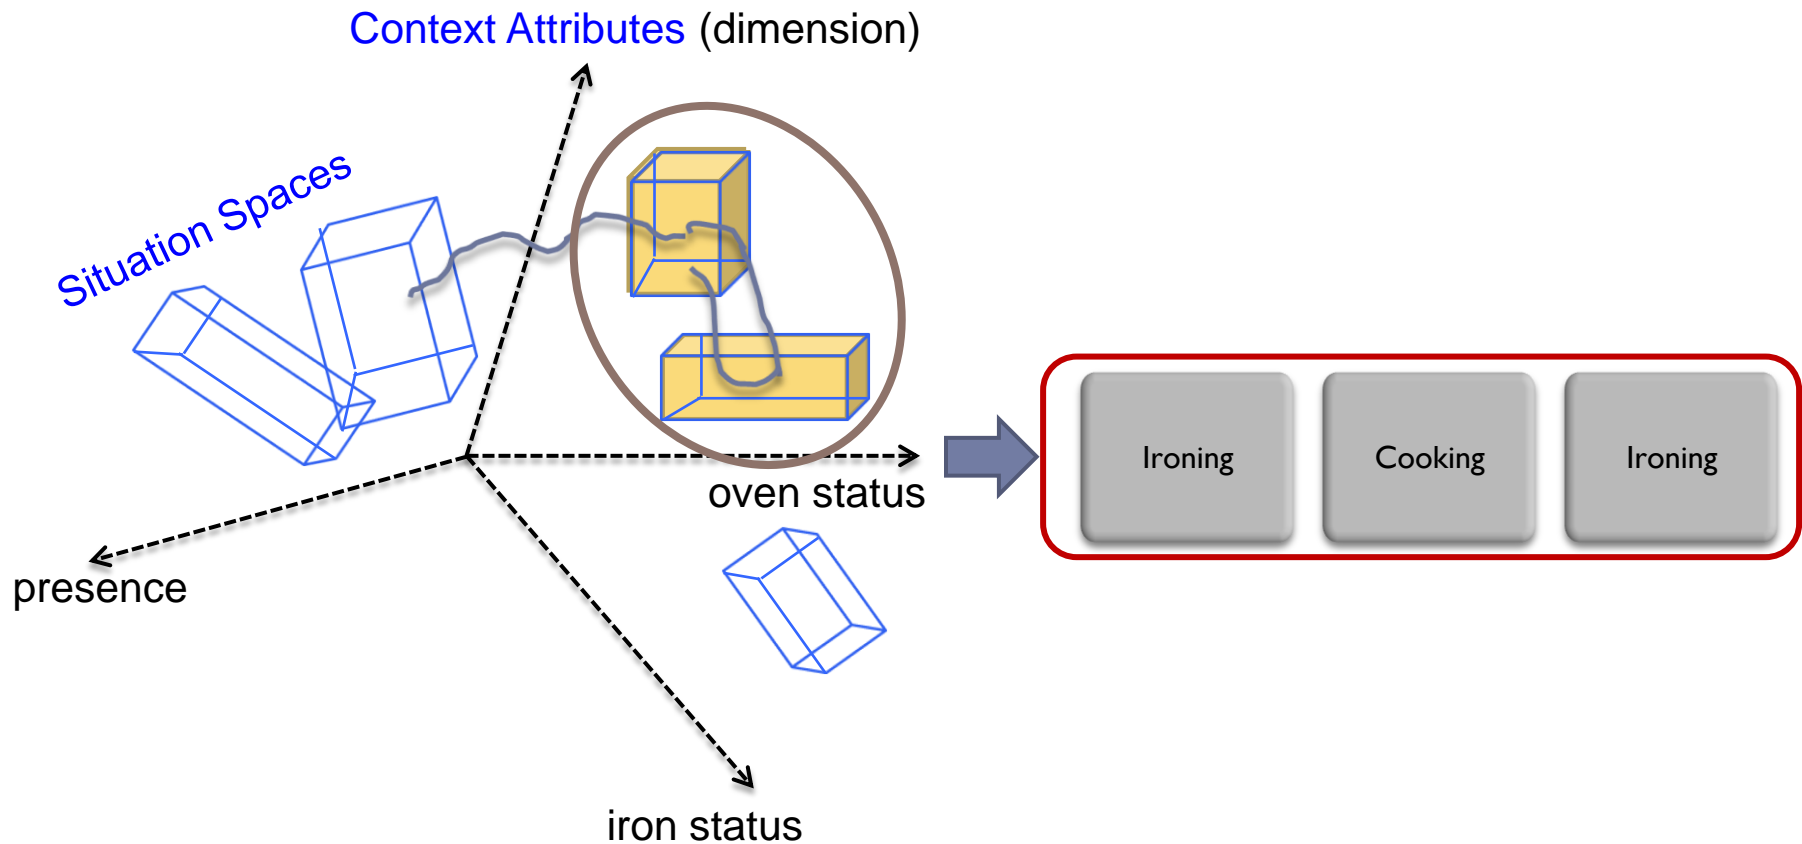 Context Attributes (dimension)
Situation Spaces
oven status
presence
iron status
Ironing
Cooking
Ironing